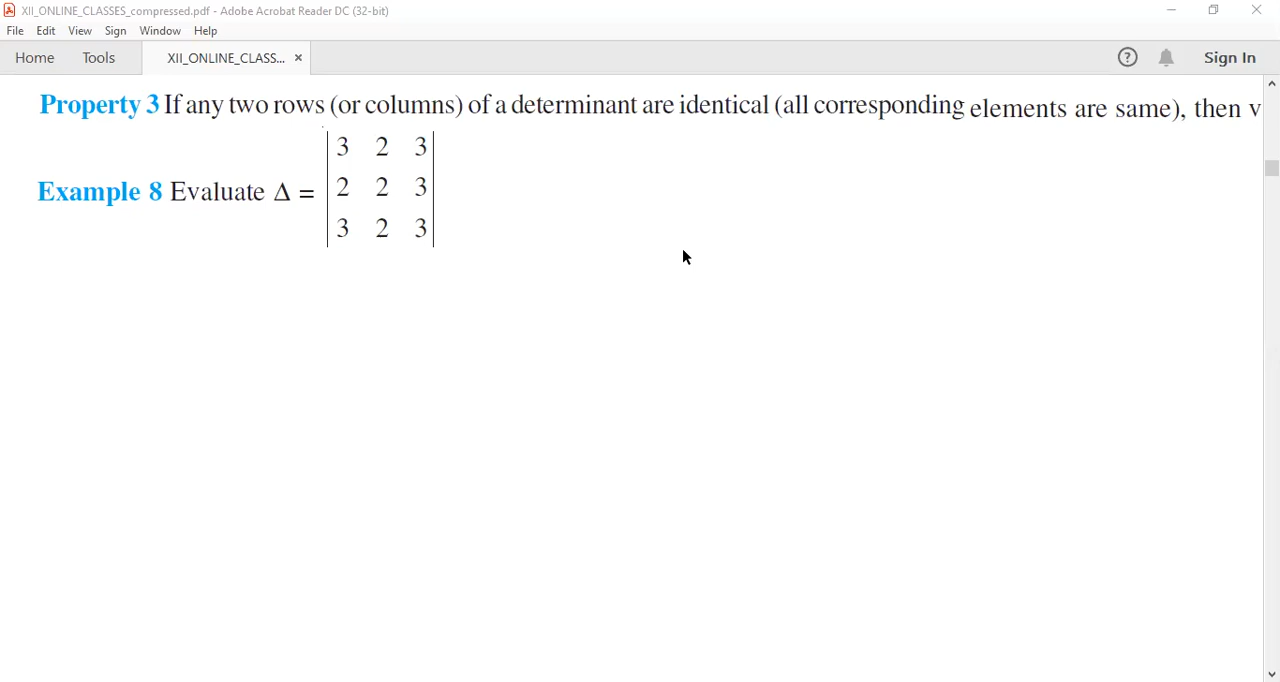 XII_ONLINE_CLASSES_compressed.pdf - Adobe Acrobat Reader DC (32-bit)
File Edit View Sign Window Help
Home Tools XII_ONLINE_CLASS... × Sign In
Property 3 If any two rows (or columns) of a determinant are identical (all corresponding elements are same), then v
3 2 3
Example 8 Evaluate Δ = 2 2 3
3 2 3